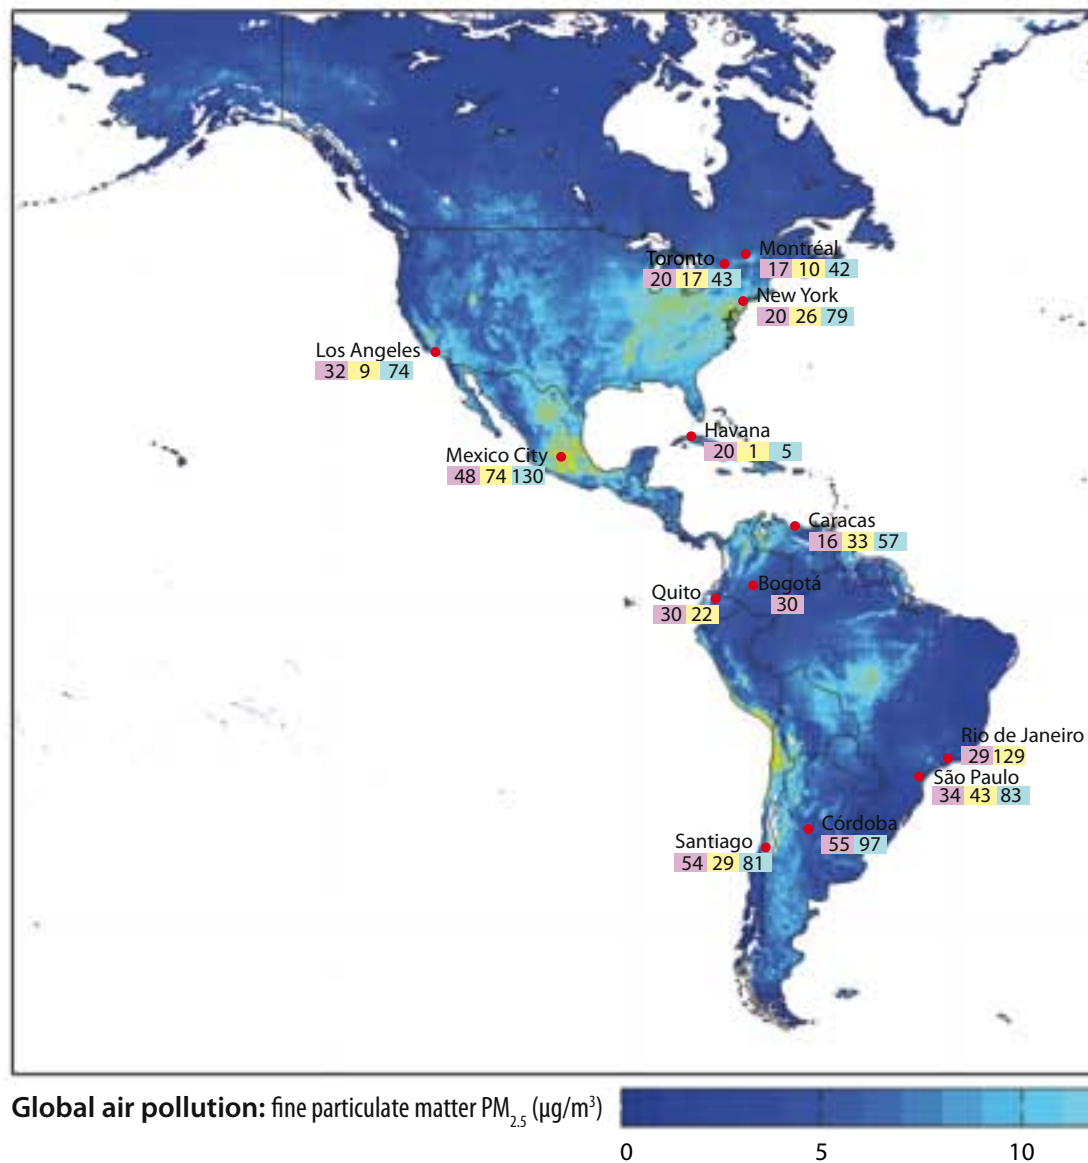 Montréal
17 10 42
Toronto
20 17 43
New York
20 26 79
Los Angeles
32 9 74
Havana
20 1 5
Mexico City
48 74 130
Caracas
16 33 57
Bogotá
30
Quito
30 22
Rio de Janeiro
29 129
São Paulo
34 43 83
Córdoba
55 97
Santiago
54 29 81
Global air pollution: fine particulate matter PM2.5 (µg/m³)
0 5 10